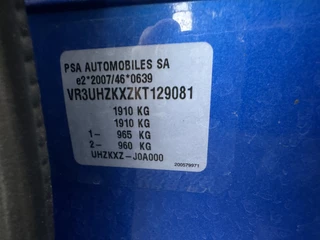 PSA AUTOMOBILES SA
e2*2007/46*0639
VR3UHZKXZKT129081
1910 KG
1910 KG
1- 965 KG
2- 960 KG
UHZKXZ-J0A000
200579971